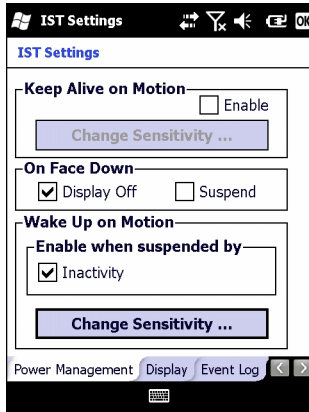 IST Settings
OK
IST Settings
Keep Alive on Motion
Enable
Change Sensitivity ...
On Face Down
Display Off
Suspend
Wake Up on Motion
Enable when suspended by
Inactivity
Change Sensitivity ...
Power Management Display Event Log